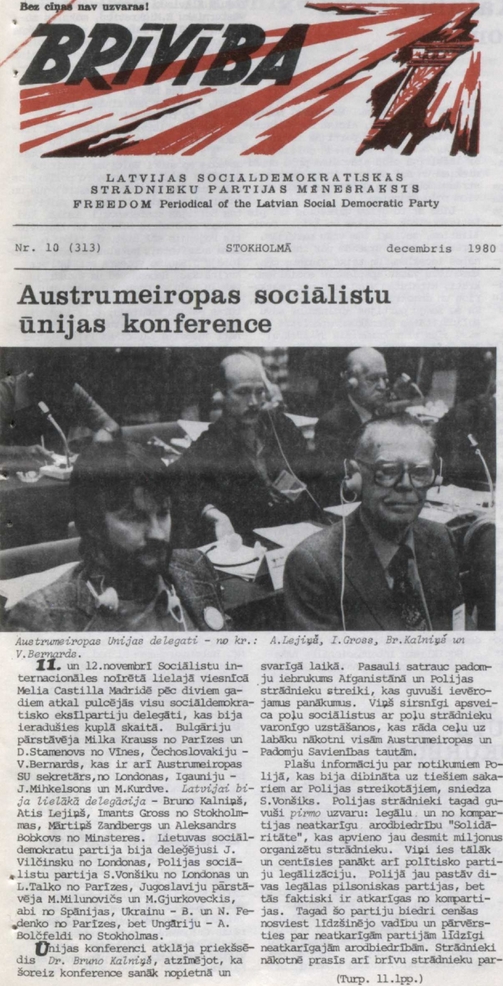 Bez cīņas nav uzvaras!
BRĪVĪBA
LATVIJAS SOCIĀLDEMOKRATISKĀS
STRĀDNIEKU PARTIJAS MĒNEŠRAKSTS
FREEDOM Periodical of the Latvian Social Democratic Party
Nr. 10 (313) STOKHOLMĀ decembris 1980
Austrumeiropas sociālistu
ūnijas konference
Austrumeiropas Ūnijas delegāti - no kr.: A.Lejiņš, I.Gross, Br.Kalniņš un
V.Bernards.
11. un 12.novembrī Sociālistu in-
ternacionāles noīrētā lielajā viesnīcā
Melia Castilla Madridē pēc diviem ga-
diem atkal pulcējās visu sociāldemokra-
tisko eksīlpartiju delegāti, kas bija
ieradušies kuplā skaitā. Bulgāriju
pārstāvēja Milka Krauss no Parīzes un
D.Stamenovs no Vīnes, Čechoslovakiju -
V.Bernards, kas ir arī Austrumeiropas
SU sekretārs,no Londonas, Igauniju -
J.Mihkelsons un M.Kurdve. Latvijai bi-
ja lielākā delegācija - Bruno Kalniņš,
Atis Lejiņš, Imants Gross no Stokholm-
mas, Mārtiņš Zandbergs un Aleksandrs
Bobkovs no Minsteres. Lietuvas sociāl-
demokratu partija bija deleģējusi J.
Vilčinsku no Londonas, Polijas sociā-
listu partija S.Vonšiku no Londonas un
L.Talko no Parīzes, Jugoslaviju pārstā-
vēja M.Milunovičs un M.Gjurkoveckis,
abi no Spānijas, Ukrainu - B. un N. Fe-
denko no Parīzes, bet Ungāriju - A.
Bolčfeldi no Stokholmas.
Ūnijas konferenci atklāja priekšsē-
dis Dr. Bruno Kalniņš, atzīmējot, ka
šoreiz konference sanāk nopietnā un
svarīgā laikā. Pasauli satrauc padom-
ju iebrukums Afganistānā un Polijas
strādnieku streiki, kas guvuši ievēro-
jamus panākumus. Viņš sirsnīgi apsvei-
ca poļu sociālistus ar poļu strādnieku
varonīgo uzstāšanos, kas rāda ceļu uz
labāku nākotni visām Austrumeiropas un
Padomju Savienības tautām.
Plašu informāciju par notikumiem Po-
lijā, kas bija dibināta uz tiešiem saka-
riem ar Polijas streikotājiem, sniedza
S.Vonšiks. Polijas strādnieki tagad gu-
vuši pirmo uzvaru: legālu un no kompar-
tijas neatkarīgu arodbiedrību "Solidā-
ritāte", kas apvieno jau desmit miljonus
organizētu strādnieku. Viņi ies tālāk
un centīsies panākt arī polītisko parti-
ju legālizāciju. Polijā jau pastāv di-
vas legālas pilsoniskas partijas, bet
tās faktiski ir atkarīgas no komparti-
jas. Tagad šo partiju biedri cenšas
nosviest līdzšinējo vadību un pārvērs-
ties par neatkarīgām partijām līdzīgi
neatkarīgajām arodbiedrībām. Strādnieki
nākotnē prasīs arī brīvu strādnieku par-
(Turp. 11.lpp.)